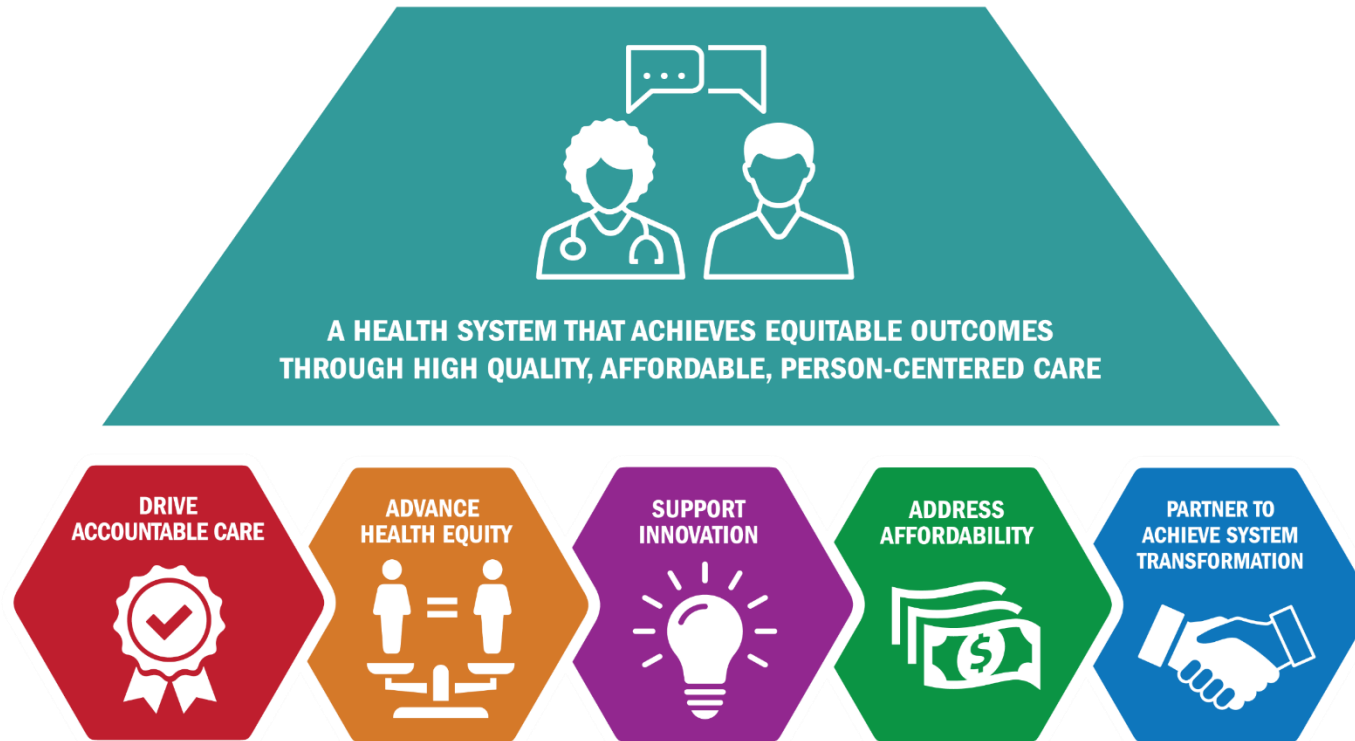 A HEALTH SYSTEM THAT ACHIEVES EQUITABLE OUTCOMES
THROUGH HIGH QUALITY, AFFORDABLE, PERSON-CENTERED CARE
DRIVE
ACCOUNTABLE CARE
ADVANCE
HEALTH EQUITY
=
SUPPORT
INNOVATION
ADDRESS
AFFORDABILITY
$
PARTNER TO
ACHIEVE SYSTEM
TRANSFORMATION